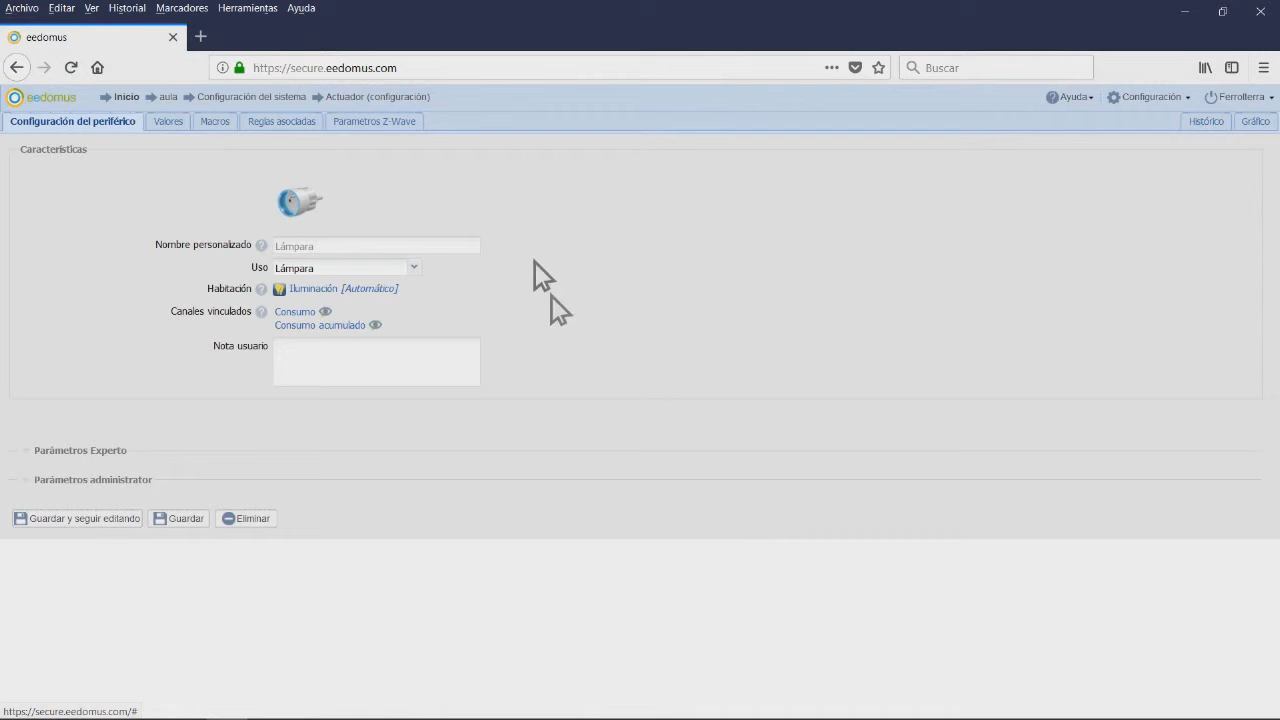 Archivo Editar Ver Historial Marcadores Herramientas Ayuda
eedomus
https://secure.eedomus.com
Buscar
eedomus Inicio aula Configuración del sistema Actuador (configuración) Ayuda Configuración Ferrolterra
Configuración del periférico Valores Macros Reglas asociadas Parametros Z-Wave Histórico Gráfico
Características
Nombre personalizado ? Lámpara
Uso Lámpara
Habitación ? Iluminación [Automático]
Canales vinculados ? Consumo
Consumo acumulado
Nota usuario
Parámetros Experto
Parámetros administrator
Guardar y seguir editando Guardar Eliminar
https://secure.eedomus.com/#